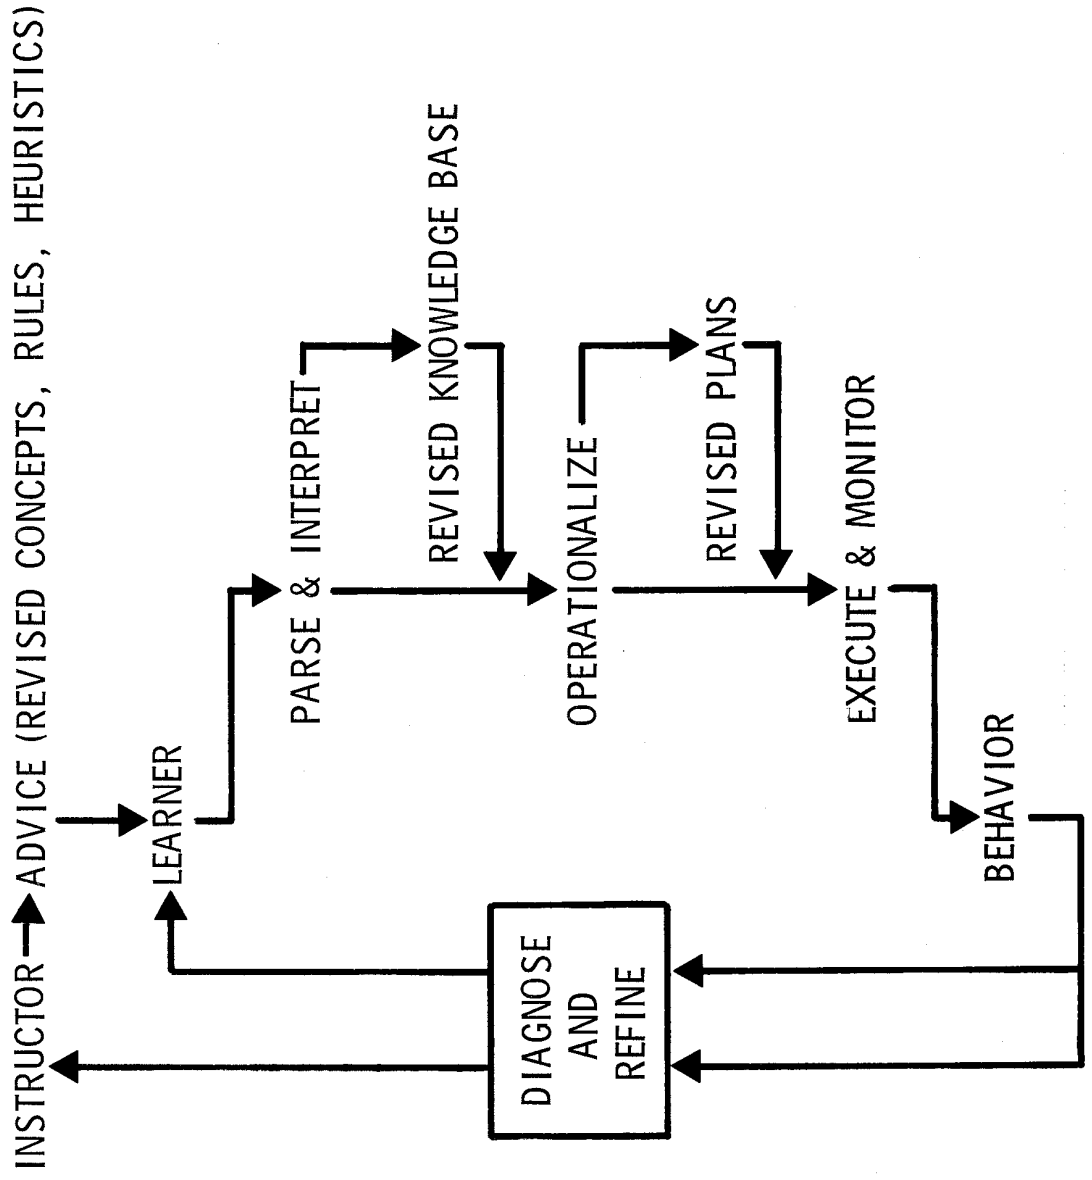 INSTRUCTOR ADVICE (REVISED CONCEPTS, RULES, HEURISTICS)
LEARNER
PARSE & INTERPRET
REVISED KNOWLEDGE BASE
OPERATIONALIZE
REVISED PLANS
EXECUTE & MONITOR
BEHAVIOR
DIAGNOSE
AND
REFINE